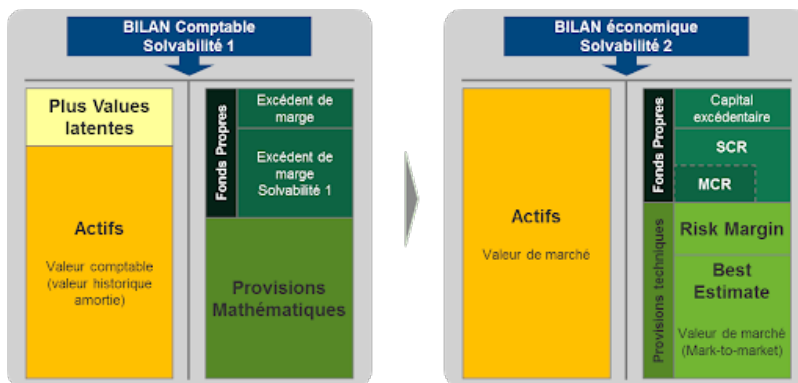 BILAN Comptable
Solvabilité 1
Plus Values
latentes
Actifs
Valeur comptable
(valeur historique
amortie)
Fonds Propres
Excédent de
marge
Excédent de
marge
Solvabilité 1
Provisions
Mathématiques
BILAN économique
Solvabilité 2
Actifs
Valeur de marché
Fonds Propres
Capital
excédentaire
SCR
MCR
Provisions techniques
Risk Margin
Best
Estimate
Valeur de marché
(Mark-to-market)